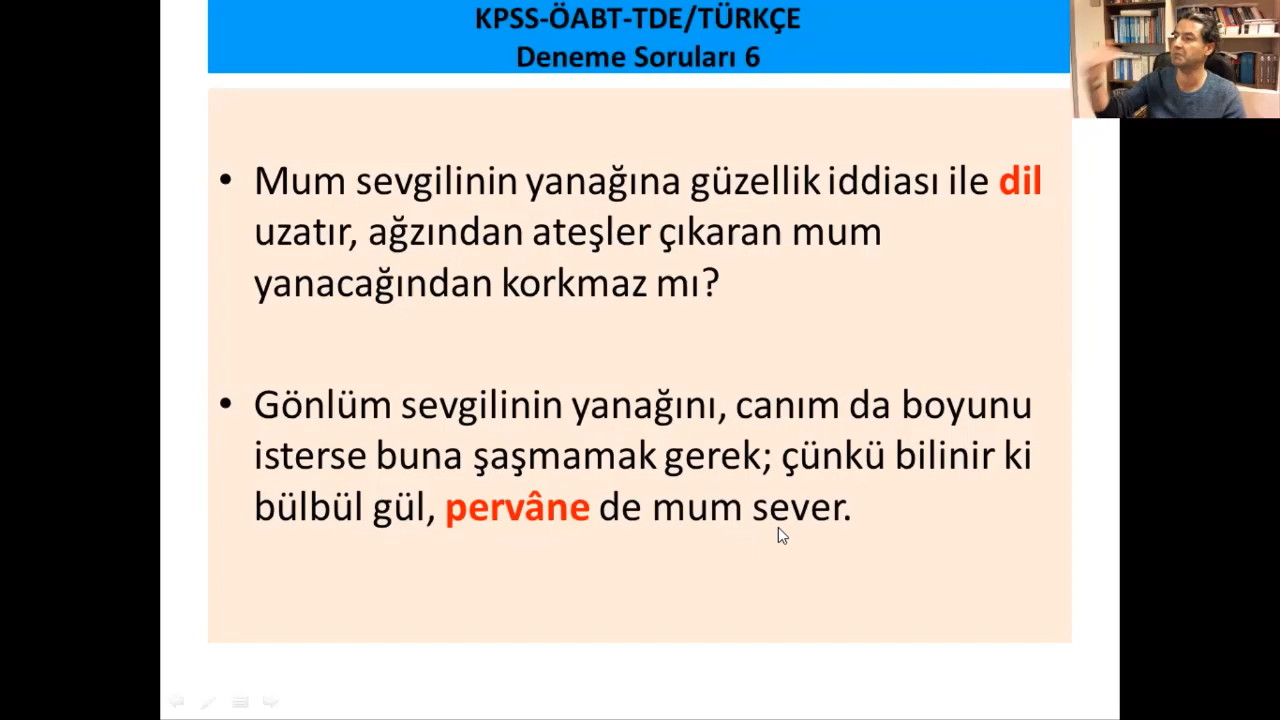 KPSS-ÖABT-TDE/TÜRKÇE
Deneme Soruları 6
• Mum sevgilinin yanağına güzellik iddiası ile dil
uzatır, ağzından ateşler çıkaran mum
yanacağından korkmaz mı?
• Gönlüm sevgilinin yanağını, canım da boyunu
isterse buna şaşmamak gerek; çünkü bilinir ki
bülbül gül, pervâne de mum sever.